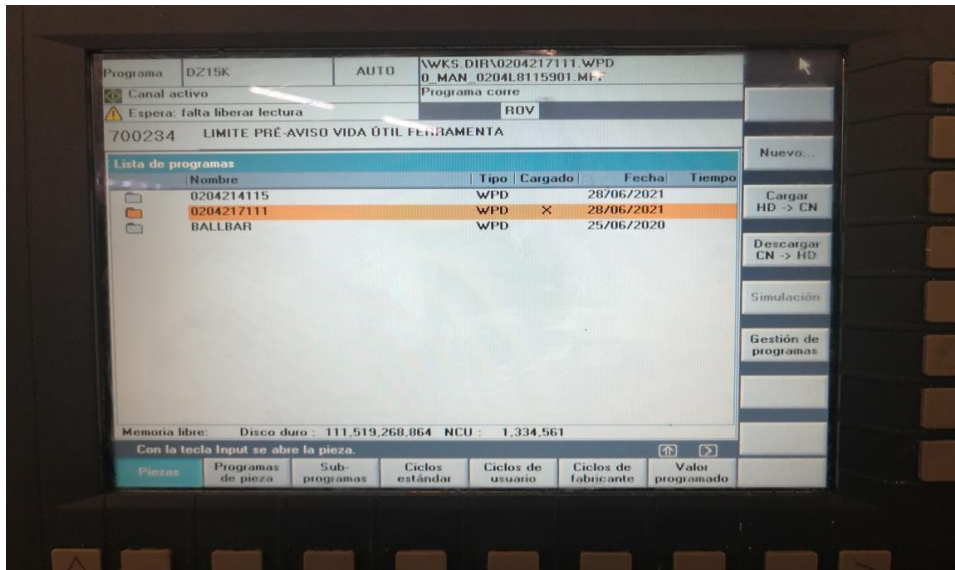 Programa DZ15K AUTO \WKS.DIR\0204217111.WPD
0_MAN_0204L8115901.MPF
Canal activo Programa corre
Espera: falta liberar lectura ROV
700234 LIMITE PRÉ-AVISO VIDA ÚTIL FERRAMENTA
Lista de programas
Nombre Tipo Cargado Fecha Tiempo
0204214115 WPD 28/06/2021
0204217111 WPD X 28/06/2021
BALLBAR WPD 25/06/2020
Memoria libre: Disco duro : 111,519,268,864 NCU : 1,334,561
Con la tecla Input se abre la pieza.
Piezas
Programas
de pieza
Sub-
programas
Ciclos
estándar
Ciclos de
usuario
Ciclos de
fabricante
Valor
programado
Nuevo...
Cargar
HD -> CN
Descargar
CN -> HD
Simulación
Gestión de
programas